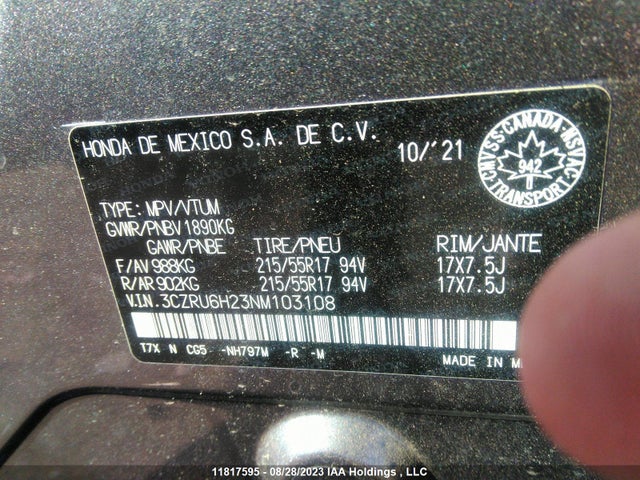 HONDA DE MEXICO S.A. DE C.V. 10/'21
CMVSS·CANADA·NSVAC
942
TRANSPORT
TYPE: MPV/VTUM
GVWR/PNBV 1890KG
GAWR/PNBE TIRE/PNEU RIM/JANTE
F/AV 988KG 215/55R17 94V 17X7.5J
R/AR 902KG 215/55R17 94V 17X7.5J
V.I.N. 3CZRU6H23NM103108
T7X N CG5 -NH797M -R -M MADE IN
11817595 - 08/28/2023 IAA Holdings , LLC